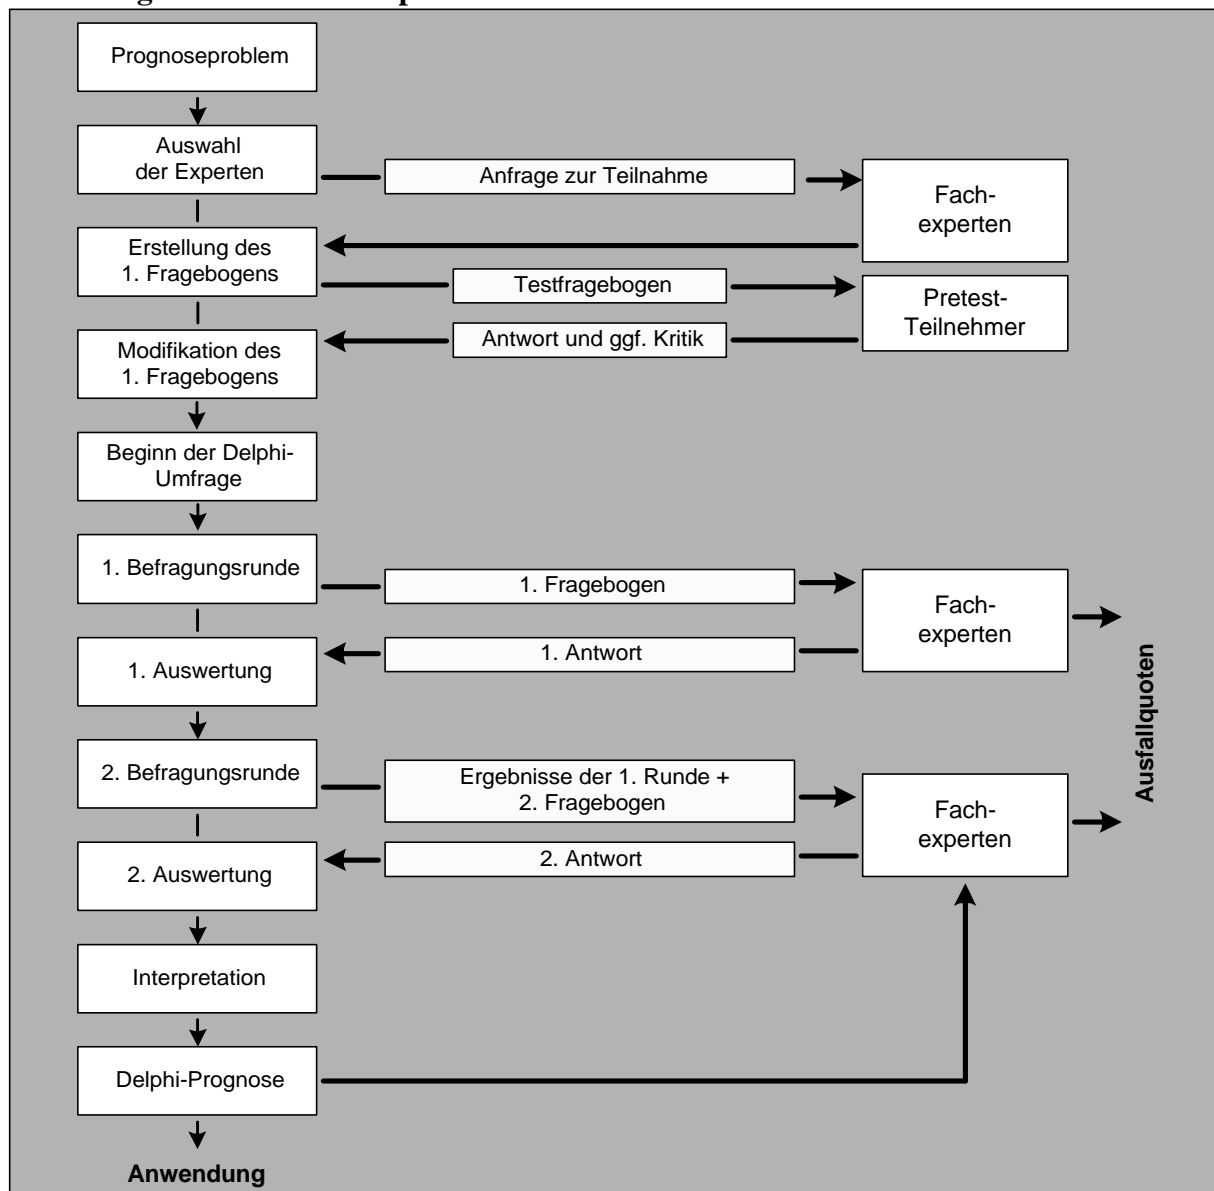 Prognoseproblem
Auswahl
der Experten
Anfrage zur Teilnahme
Fach-
experten
Erstellung des
1. Fragebogens
Testfragebogen
Pretest-
Teilnehmer
Antwort und ggf. Kritik
Modifikation des
1. Fragebogens
Beginn der Delphi-
Umfrage
1. Befragungsrunde
1. Fragebogen
Fach-
experten
1. Antwort
1. Auswertung
Ausfallquoten
2. Befragungsrunde
Ergebnisse der 1. Runde +
2. Fragebogen
Fach-
experten
2. Antwort
2. Auswertung
Interpretation
Delphi-Prognose
Anwendung